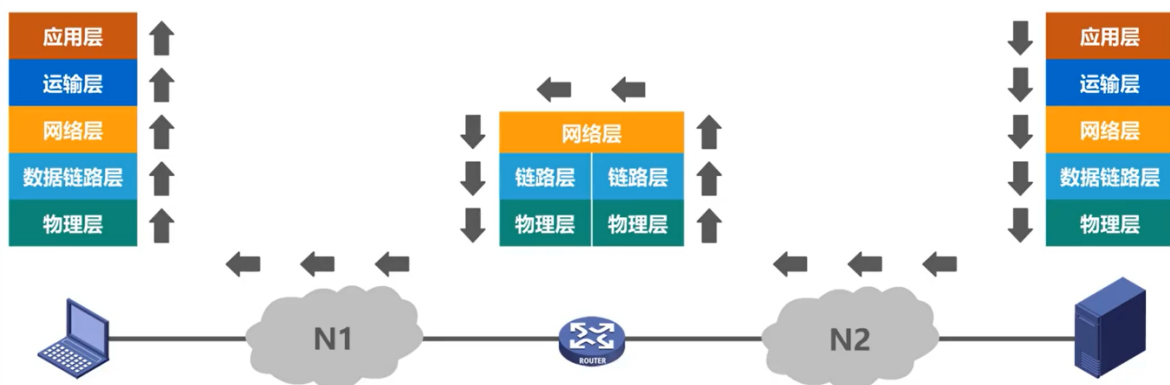 应用层
运输层
网络层
数据链路层
物理层
网络层
链路层 链路层
物理层 物理层
应用层
运输层
网络层
数据链路层
物理层
N1
ROUTER
N2